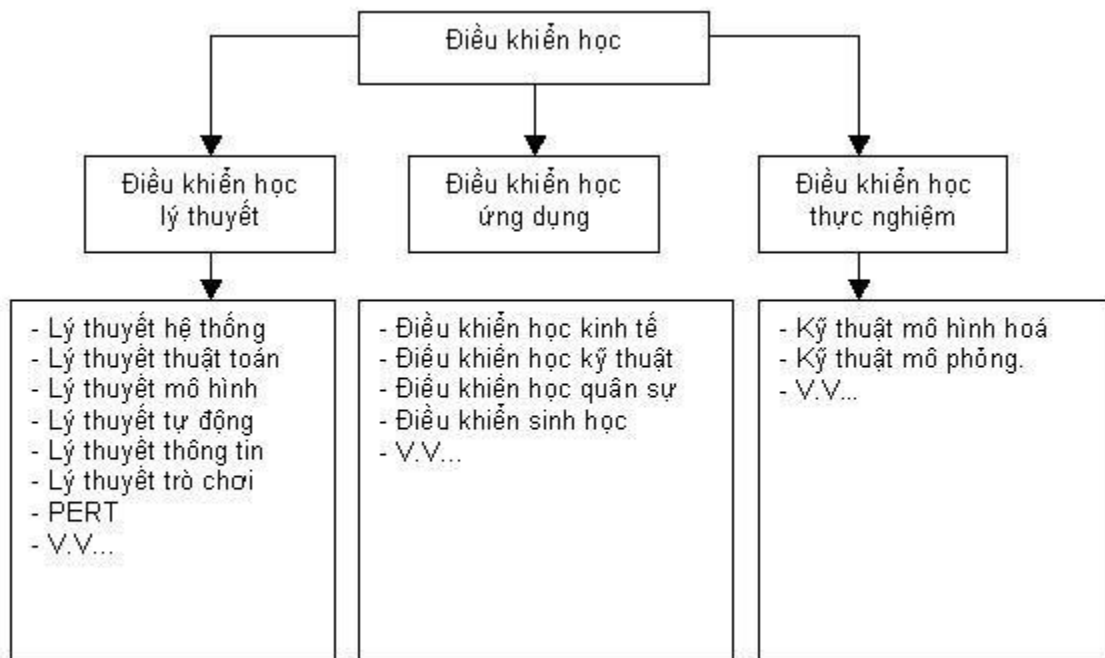 Điều khiển học
Điều khiển học
lý thuyết
Điều khiển học
ứng dụng
Điều khiển học
thực nghiệm
- Lý thuyết hệ thống
- Lý thuyết thuật toán
- Lý thuyết mô hình
- Lý thuyết tự động
- Lý thuyết thông tin
- Lý thuyết trò chơi
- PERT
- V.V...
- Điều khiển học kinh tế
- Điều khiển học kỹ thuật
- Điều khiển học quân sự
- Điều khiển sinh học
- V.V...
- Kỹ thuật mô hình hoá
- Kỹ thuật mô phỏng.
- V.V...